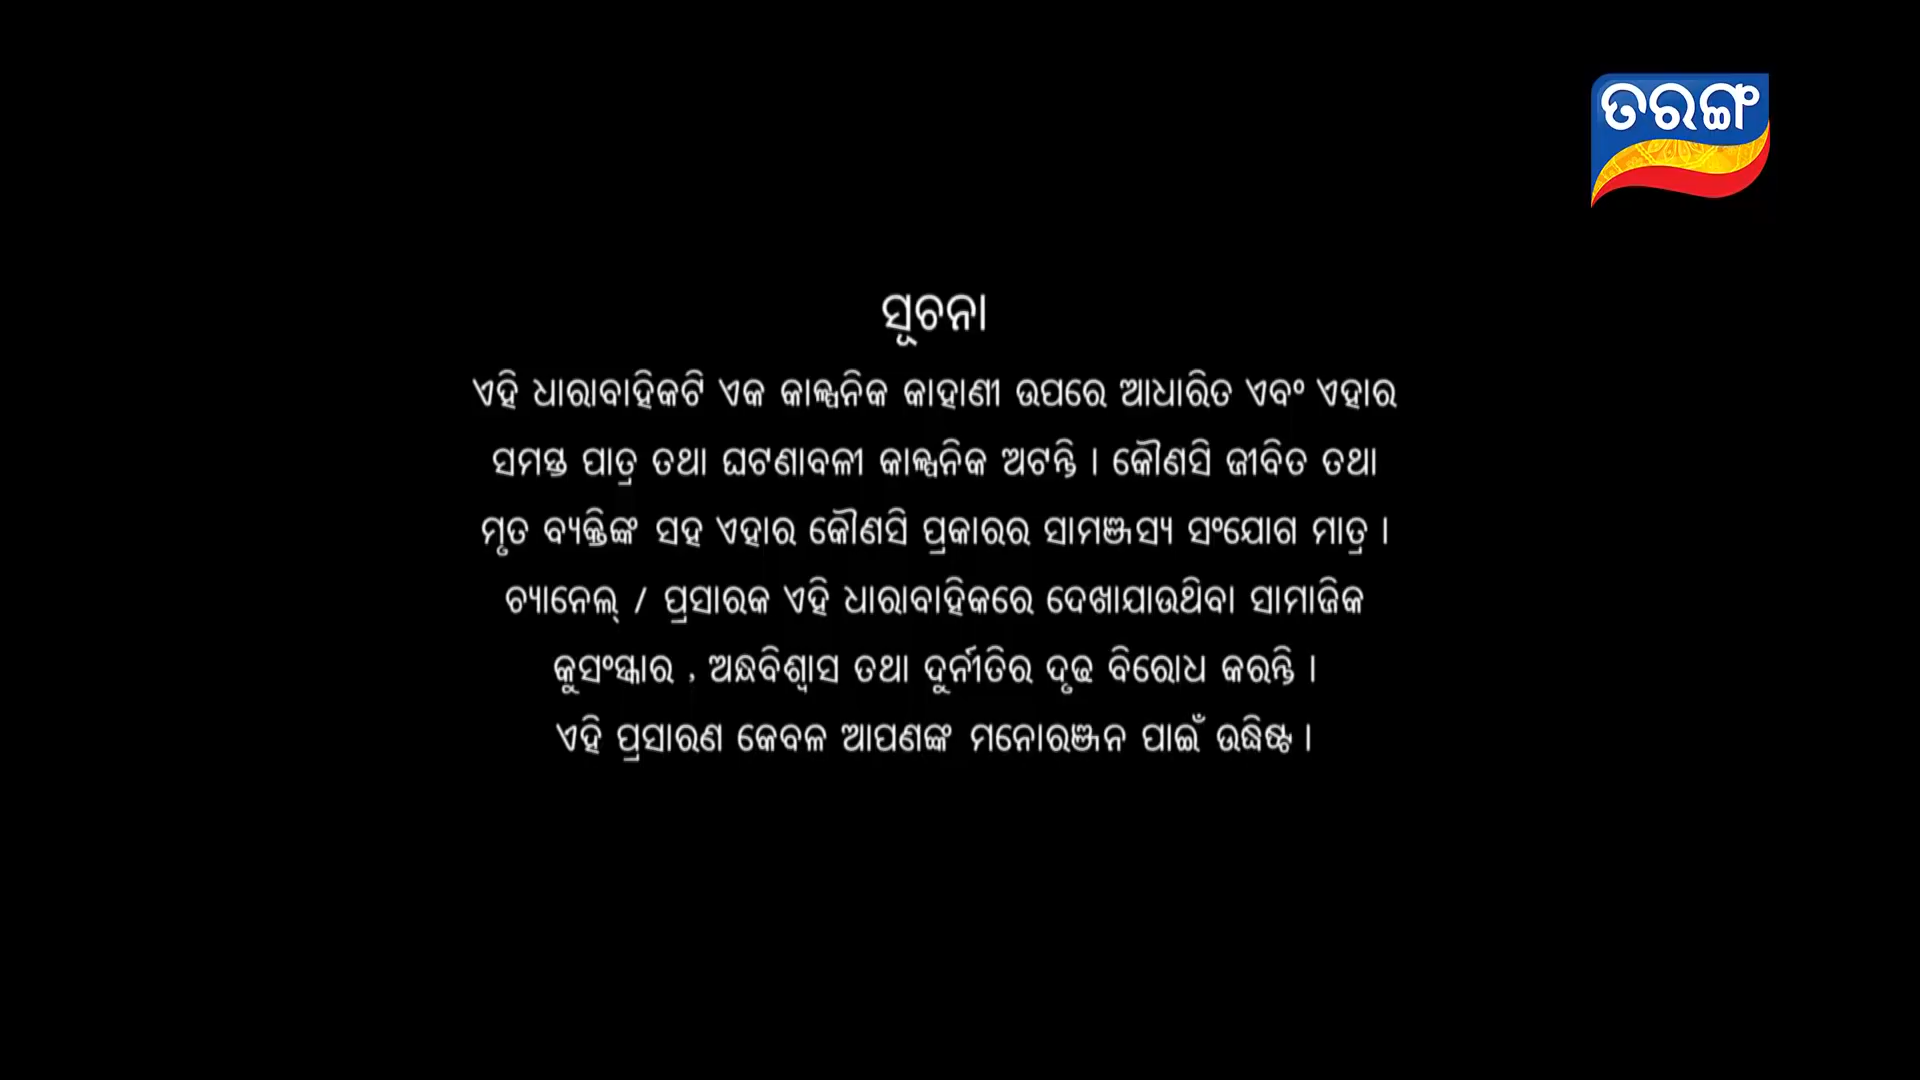 ତରଙ୍ଗ
ସୂଚନା
ଏହି ଧାରାବାହିକଟି ଏକ କାଳ୍ପନିକ କାହାଣୀ ଉପରେ ଆଧାରିତ ଏବଂ ଏହାର
ସମସ୍ତ ପାତ୍ର ତଥା ଘଟଣାବଳୀ କାଳ୍ପନିକ ଅଟନ୍ତି । କୌଣସି ଜୀବିତ ତଥା
ମୃତ ବ୍ୟକ୍ତିଙ୍କ ସହ ଏହାର କୌଣସି ପ୍ରକାରର ସାମଞ୍ଜସ୍ୟ ସଂଯୋଗ ମାତ୍ର ।
ଚ୍ୟାନେଲ୍ / ପ୍ରସାରକ ଏହି ଧାରାବାହିକରେ ଦେଖାଯାଉଥିବା ସାମାଜିକ
କୁସଂସ୍କାର , ଅନ୍ଧବିଶ୍ୱାସ ତଥା ଦୁର୍ନୀତିର ଦୃଢ ବିରୋଧ କରନ୍ତି ।
ଏହି ପ୍ରସାରଣ କେବଳ ଆପଣଙ୍କ ମନୋରଞ୍ଜନ ପାଇଁ ଉଦ୍ଧିଷ୍ଟ ।